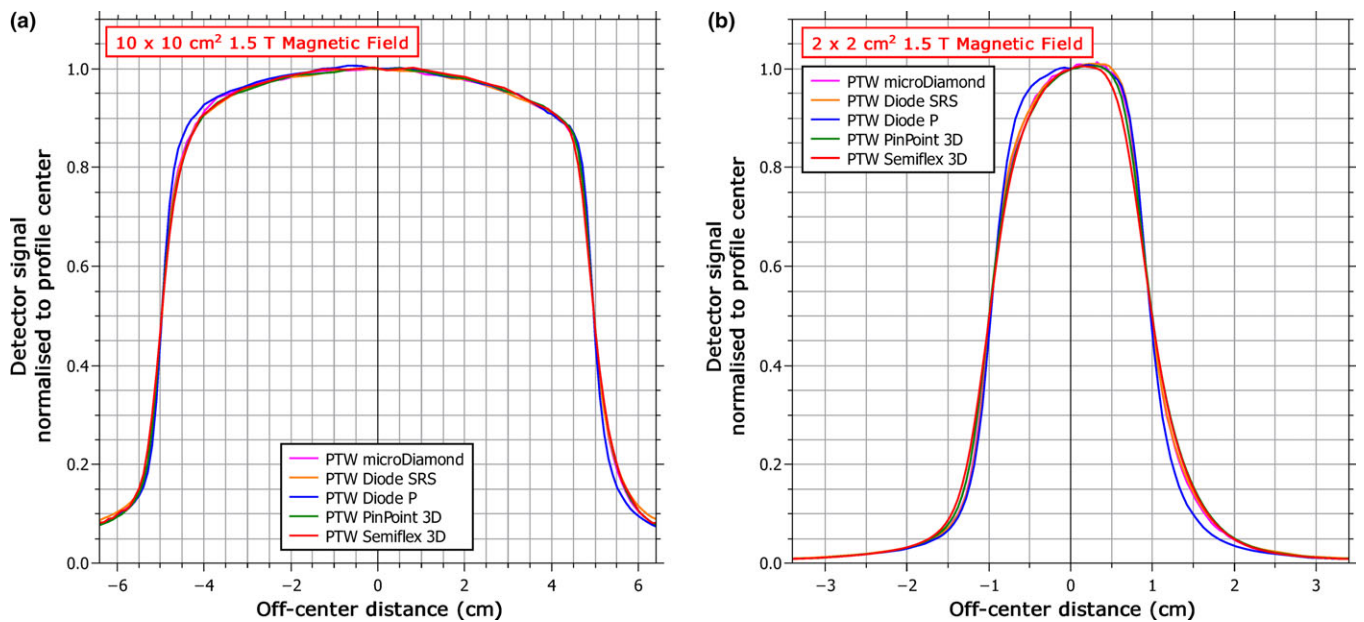 (a)
10 x 10 cm² 1.5 T Magnetic Field
1.0
0.8
0.6
0.4
0.2
0.0
Detector signal
normalised to profile center
PTW microDiamond
PTW Diode SRS
PTW Diode P
PTW PinPoint 3D
PTW Semiflex 3D
−6 −4 −2 0 2 4 6
Off-center distance (cm)
(b)
2 x 2 cm² 1.5 T Magnetic Field
PTW microDiamond
PTW Diode SRS
PTW Diode P
PTW PinPoint 3D
PTW Semiflex 3D
1.0
0.8
0.6
0.4
0.2
0.0
Detector signal
normalised to profile center
−3 −2 −1 0 1 2 3
Off-center distance (cm)